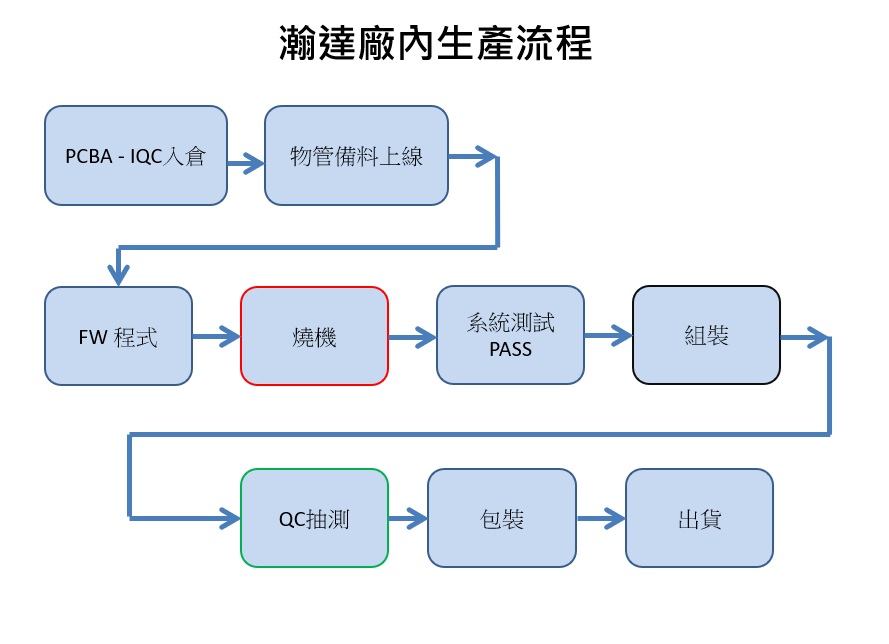 瀚達廠內生產流程
PCBA - IQC入倉
物管備料上線
FW 程式
燒機
系統測試
PASS
組裝
QC抽測
包裝
出貨